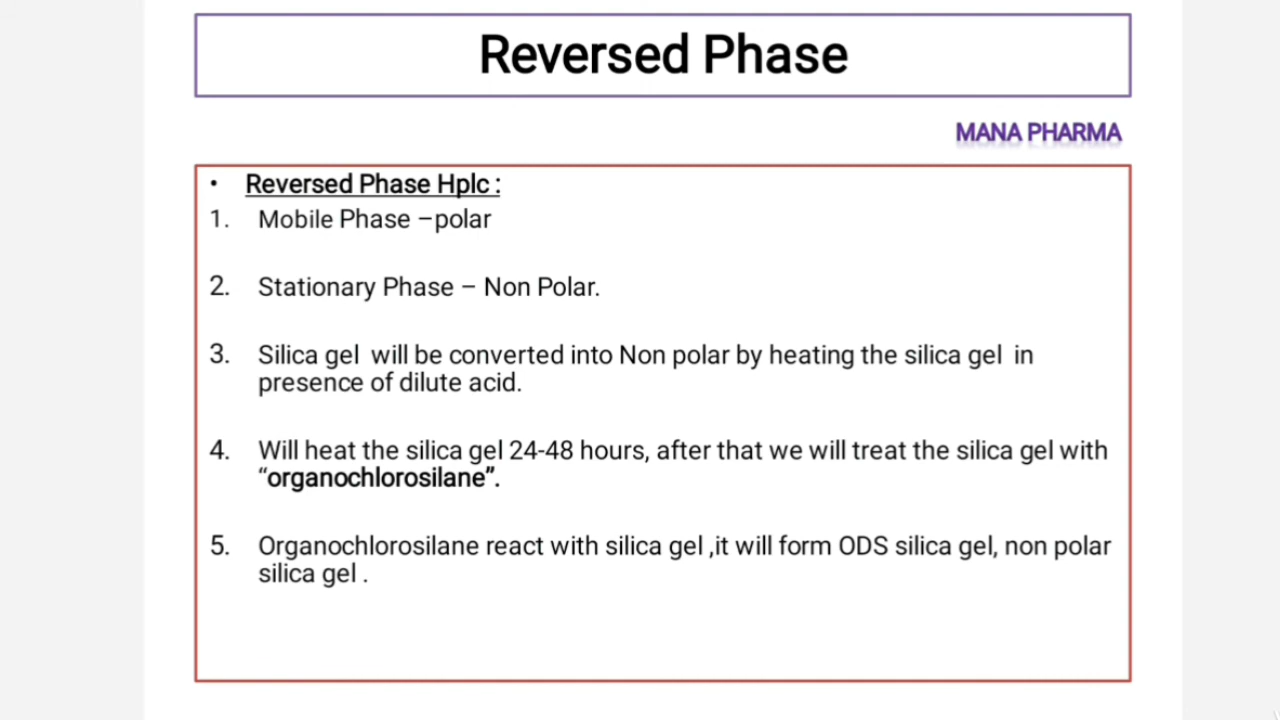 Reversed Phase
MANA PHARMA
• Reversed Phase Hplc :
1. Mobile Phase –polar
2. Stationary Phase – Non Polar.
3. Silica gel will be converted into Non polar by heating the silica gel in
presence of dilute acid.
4. Will heat the silica gel 24-48 hours, after that we will treat the silica gel with
“organochlorosilane”.
5. Organochlorosilane react with silica gel ,it will form ODS silica gel, non polar
silica gel .